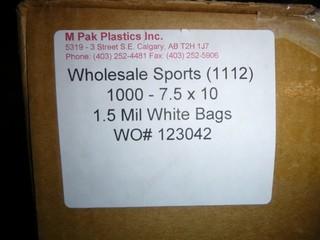 M Pak Plastics Inc.
5319 - 3 Street S.E. Calgary, AB T2H 1J7
Phone: (403) 252-4481 Fax: (403) 252-5906
Wholesale Sports (1112)
1000 - 7.5 x 10
1.5 Mil White Bags
WO# 123042